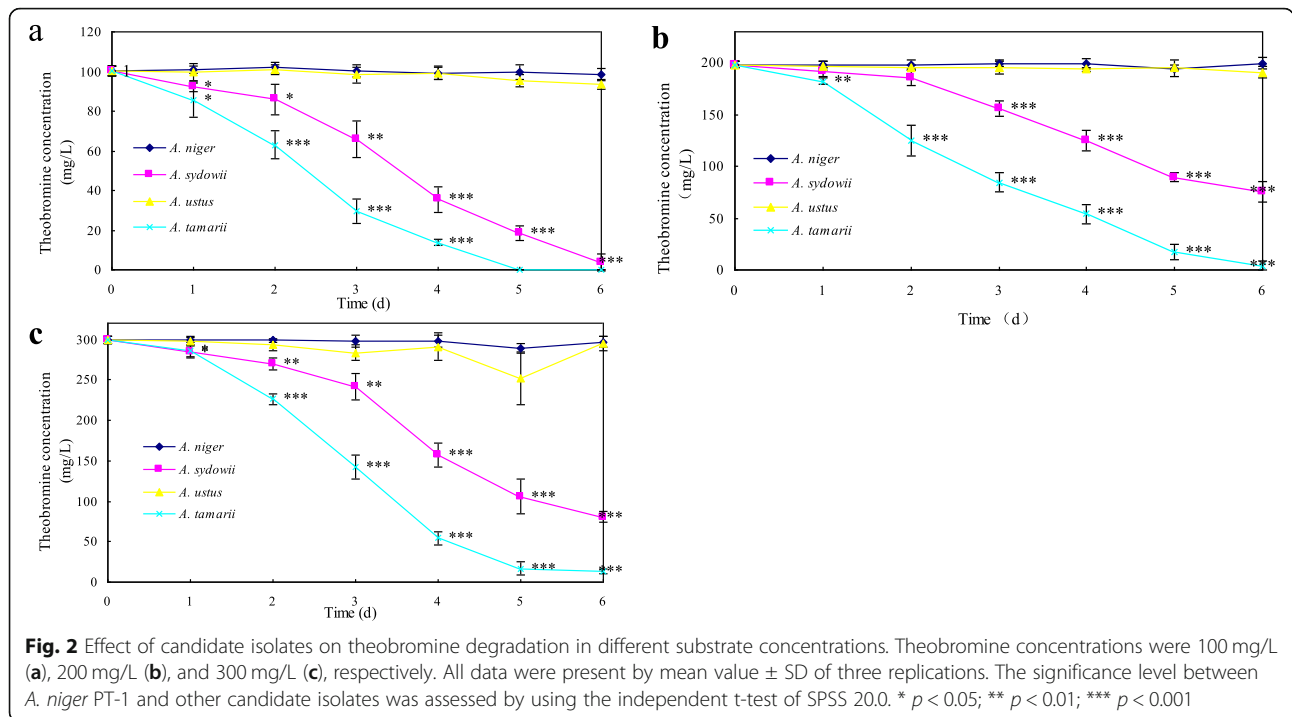 a
120
100
80
60
40
20
0
Theobromine concentration
(mg/L)
A. niger
A. sydowii
A. ustus
A. tamarii
*
*
*
***
**
***
***
***
***
***
0 1 2 3 4 5 6
Time (d)
b
200
150
100
50
0
Theobromine concentration
(mg/L)
A. niger
A. sydowii
A. ustus
A. tamarii
**
***
***
***
***
***
***
***
***
***
0 1 2 3 4 5 6
Time (d)
c
300
250
200
150
100
50
0
Theobromine concentration
(mg/L)
A. niger
A. sydowii
A. ustus
A. tamarii
*
**
***
**
***
***
***
***
***
**
***
0 1 2 3 4 5 6
Time (d)
Fig. 2 Effect of candidate isolates on theobromine degradation in different substrate concentrations. Theobromine concentrations were 100 mg/L
(a), 200 mg/L (b), and 300 mg/L (c), respectively. All data were present by mean value ± SD of three replications. The significance level between
A. niger PT-1 and other candidate isolates was assessed by using the independent t-test of SPSS 20.0. * p < 0.05; ** p < 0.01; *** p < 0.001